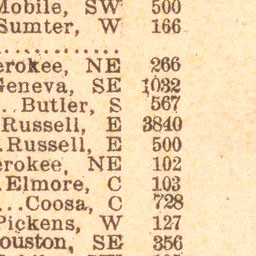 Mobile, SW 500
Sumter, W 166
..................
erokee, NE 266
Geneva, SE 1032
...Butler, S 567
Russell, E 3840
.Russell, E 500
erokee, NE 102
.Elmore, C 103
...Coosa, C 728
Pickens, W 127
ouston, SE 356